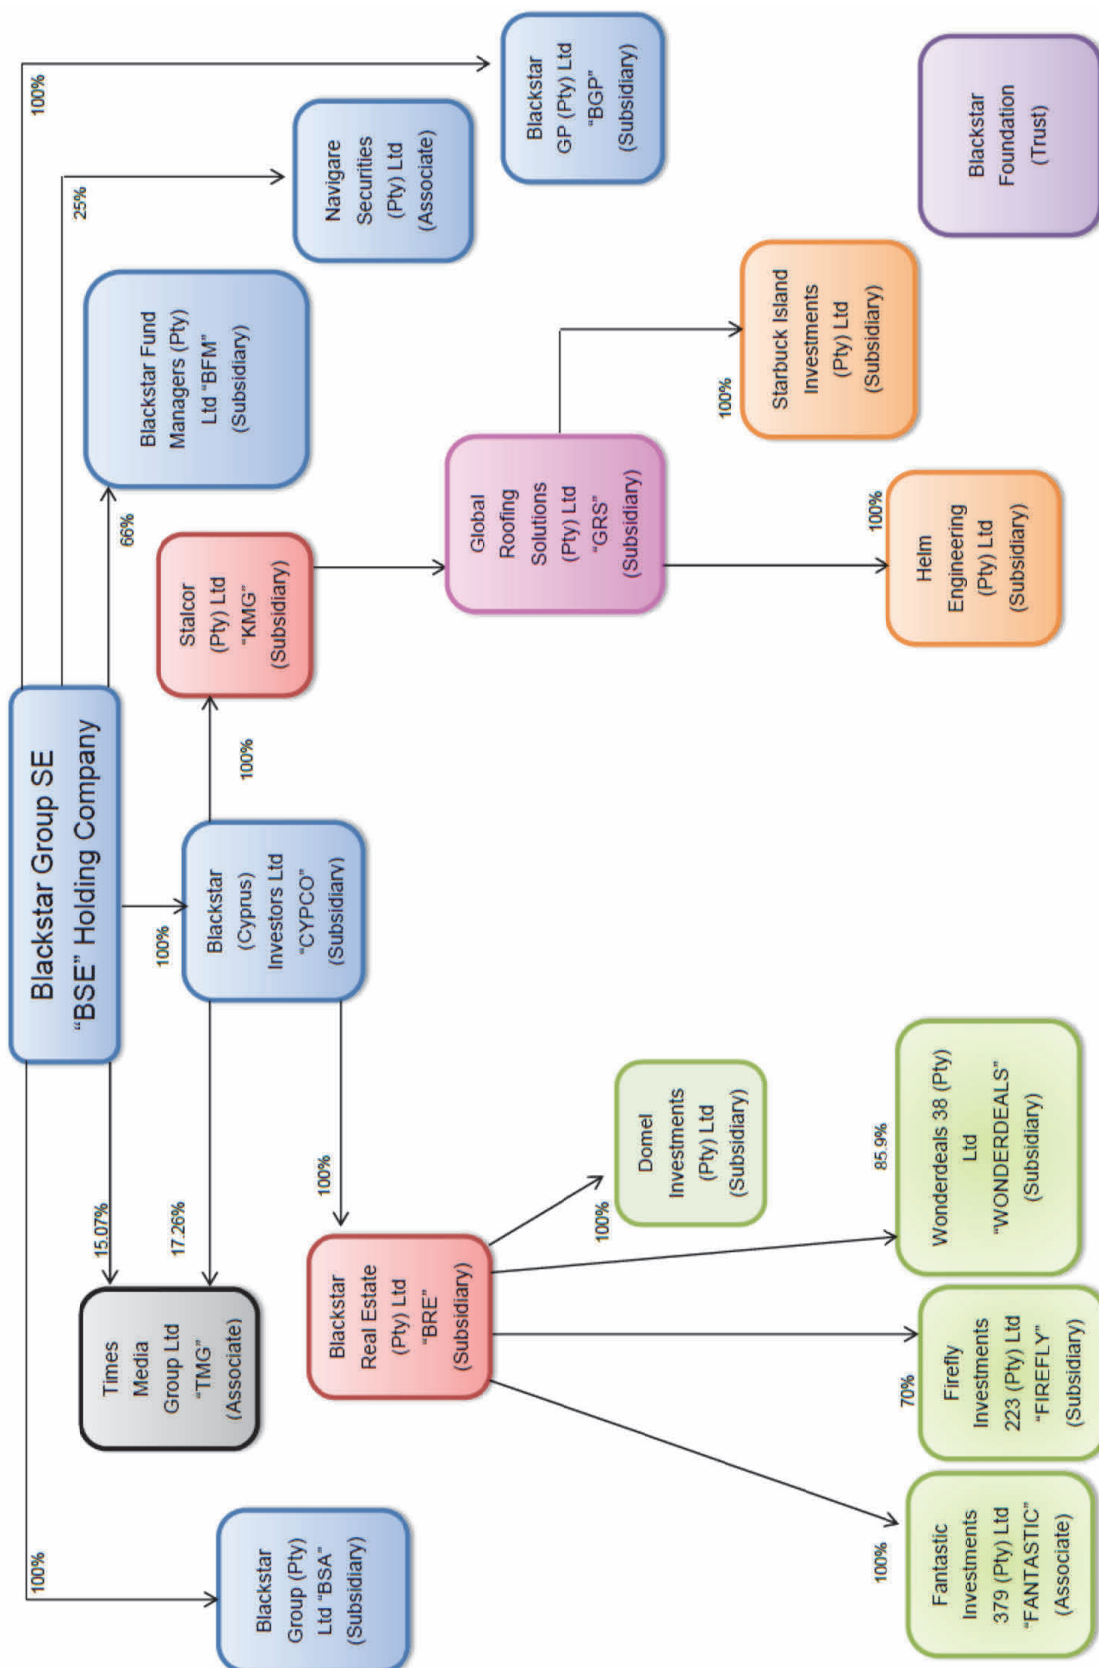 Blackstar Group SE
“BSE” Holding Company
100%
15.07%
100%
66%
25%
100%
Blackstar
Group (Pty)
Ltd “BSA”
(Subsidiary)
Times
Media
Group Ltd
“TMG”
(Associate)
17.26%
Blackstar
(Cyprus)
Investors Ltd
“CYPCO”
(Subsidiary)
100%
Stalcor
(Pty) Ltd
“KMG”
(Subsidiary)
Blackstar Fund
Managers (Pty)
Ltd “BFM”
(Subsidiary)
Navigare
Securities
(Pty) Ltd
(Associate)
Blackstar
GP (Pty) Ltd
“BGP”
(Subsidiary)
100%
Blackstar
Real Estate
(Pty) Ltd
“BRE”
(Subsidiary)
Global
Roofing
Solutions
(Pty) Ltd
“GRS”
(Subsidiary)
100%
Domel
Investments
(Pty) Ltd
(Subsidiary)
100%
Starbuck Island
Investments
(Pty) Ltd
(Subsidiary)
100%
Fantastic
Investments
379 (Pty) Ltd
“FANTASTIC”
(Associate)
70%
Firefly
Investments
223 (Pty) Ltd
“FIREFLY”
(Subsidiary)
85.9%
Wonderdeals 38 (Pty)
Ltd
“WONDERDEALS”
(Subsidiary)
100%
Helm
Engineering
(Pty) Ltd
(Subsidiary)
Blackstar
Foundation
(Trust)